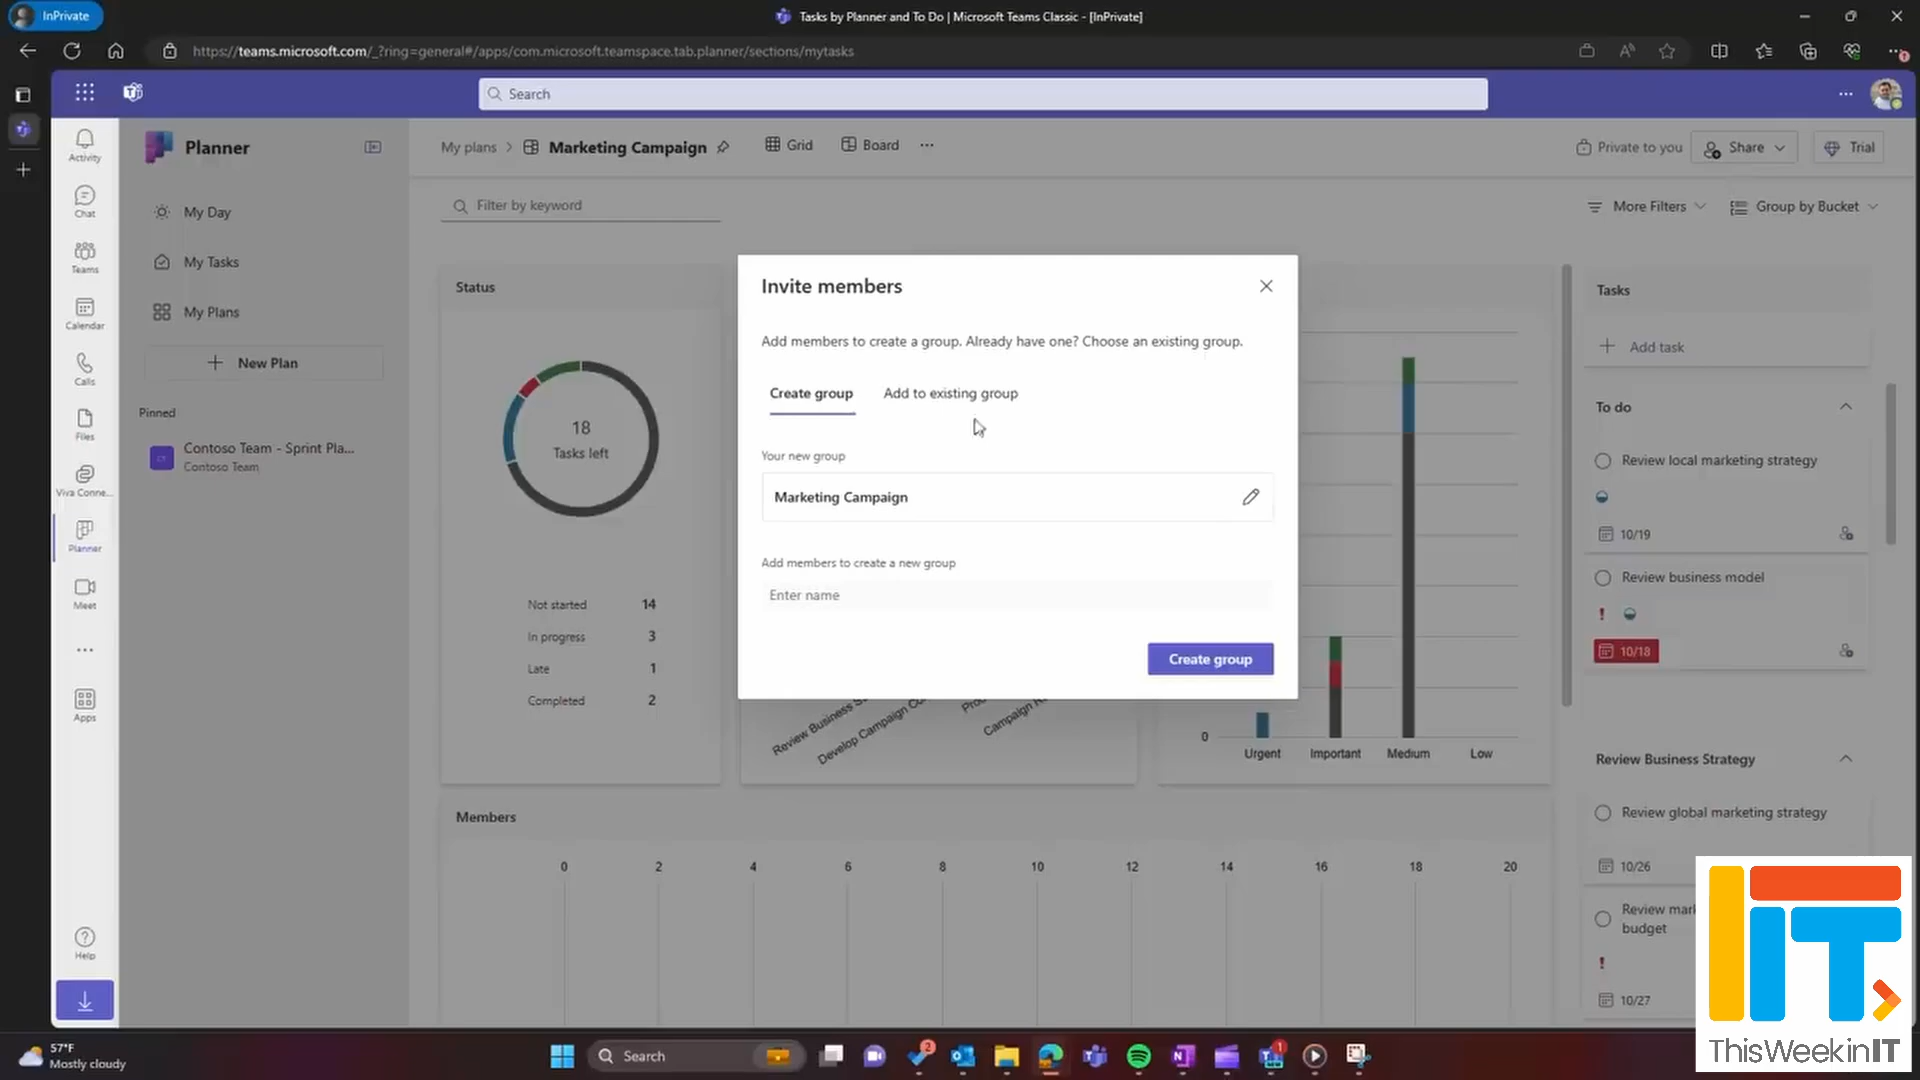 InPrivate
Tasks by Planner and To Do | Microsoft Teams Classic - [InPrivate]
https://teams.microsoft.com/_?ring=general#/apps/com.microsoft.teamspace.tab.planner/sections/mytasks
Search
Activity
Chat
Teams
Calendar
Calls
Files
Viva Conne...
Planner
Meet
Apps
Help
Planner
My Day
My Tasks
My Plans
New Plan
Pinned
Contoso Team - Sprint Pla...
Contoso Team
My plans > Marketing Campaign
Grid
Board
Private to you
Share
Trial
Filter by keyword
More Filters
Group by Bucket
Status
18
Tasks left
Not started 14
In progress 3
Late 1
Completed 2
Invite members
Add members to create a group. Already have one? Choose an existing group.
Create group
Add to existing group
Your new group
Marketing Campaign
Add members to create a new group
Enter name
Create group
Review Business
Develop Campaign
Campaign
0
Urgent
Important
Medium
Low
Members
0 2 4 6 8 10 12 14 16 18 20
Tasks
Add task
To do
Review local marketing strategy
10/19
Review business model
10/18
Review Business Strategy
Review global marketing strategy
10/26
Review
budget
10/27
ThisWeekinIT
57°F
Mostly cloudy
Search
2
1